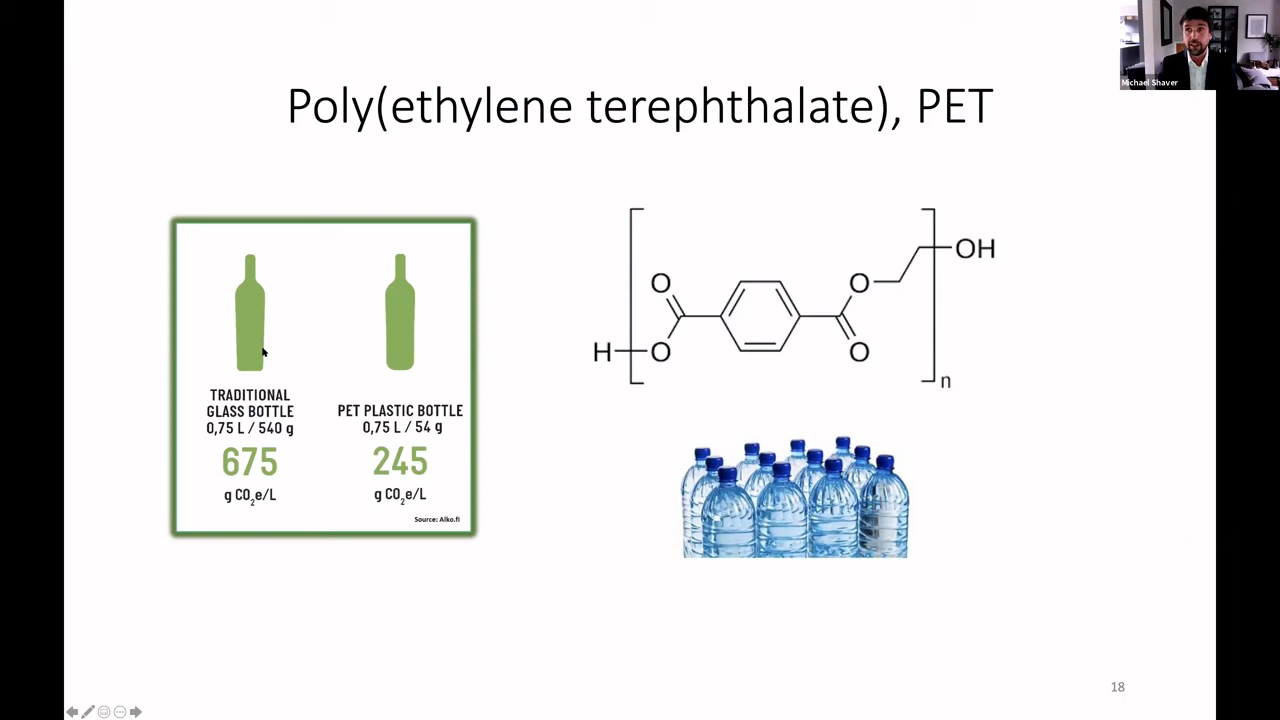 Michael Shaver
Poly(ethylene terephthalate), PET
TRADITIONAL
GLASS BOTTLE
0,75 L / 540 g
675
g CO2e/L
PET PLASTIC BOTTLE
0,75 L / 54 g
245
g CO2e/L
Source: Alko.fi
O
O
H
O
O
OH
n
18